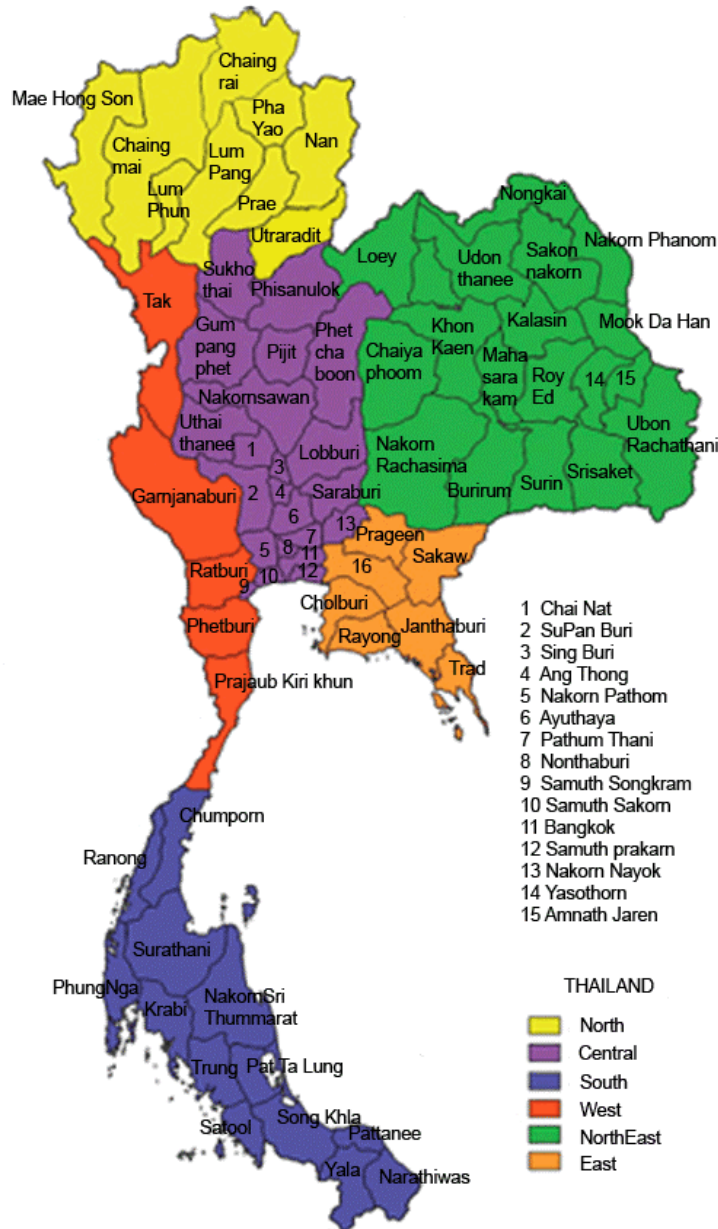 Chaing
rai
Mae Hong Son
Pha
Yao
Chaing
mai
Lum
Pang
Nan
Lum
Phun
Prae
Utraradit
Nongkai
Nakorn Phanom
Loey
Udon
thanee
Sakon
nakorn
Sukho
thai
Phisanulok
Tak
Gum
pang
phet
Pijit
Phet
cha
boon
Khon
Kaen
Kalasin
Mook Da Han
Chaiya
phoom
Maha
sara
kam
Roy
Ed
14
15
Nakornsawan
Uthai
thanee
1
Lobburi
Nakorn
Rachasima
Ubon
Rachathani
3
2
4
Saraburi
Garnjanaburi
Burirum
Surin
Srisaket
6
13
7
Prageen
5
8
11
Sakaw
Ratburi
9
10
12
16
Cholburi
Phetburi
Rayong
Janthaburi
Trad
Prajaub Kiri khun
1 Chai Nat
2 SuPan Buri
3 Sing Buri
4 Ang Thong
5 Nakorn Pathom
6 Ayuthaya
7 Pathum Thani
8 Nonthaburi
9 Samuth Songkram
10 Samuth Sakorn
11 Bangkok
12 Samuth prakarn
13 Nakorn Nayok
14 Yasothorn
15 Amnath Jaren
Chumporn
Ranong
Surathani
PhungNga
Krabi
NakornSri
Thummarat
Trung
Pat Ta Lung
Satool
Song Khla
Pattanee
Yala
Narathiwas
THAILAND
North
Central
South
West
NorthEast
East